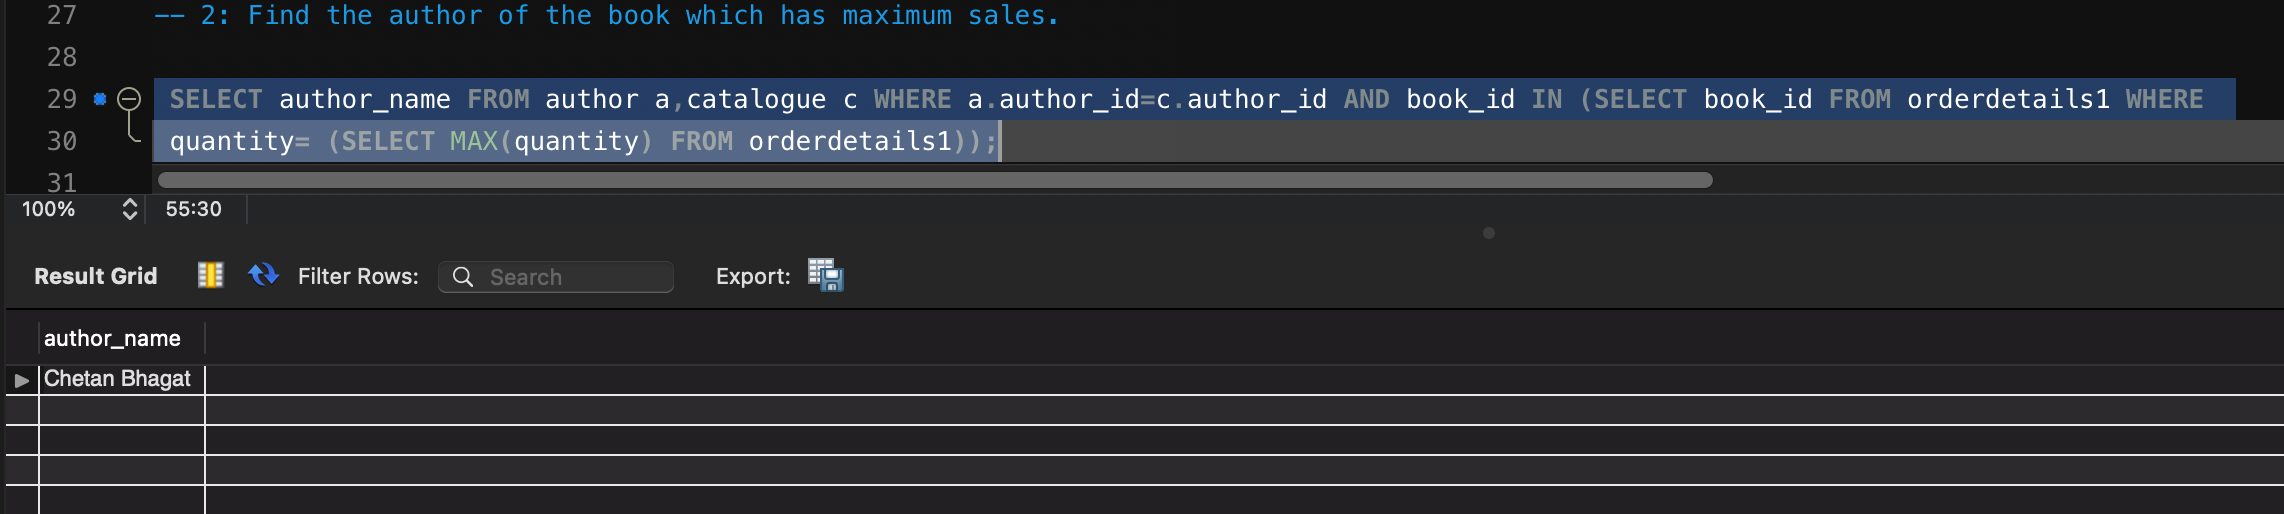 27 -- 2: Find the author of the book which has maximum sales.
28
29 SELECT author_name FROM author a,catalogue c WHERE a.author_id=c.author_id AND book_id IN (SELECT book_id FROM orderdetails1 WHERE
30 quantity= (SELECT MAX(quantity) FROM orderdetails1));
31
100% 55:30
Result Grid Filter Rows: Search Export:
author_name
Chetan Bhagat